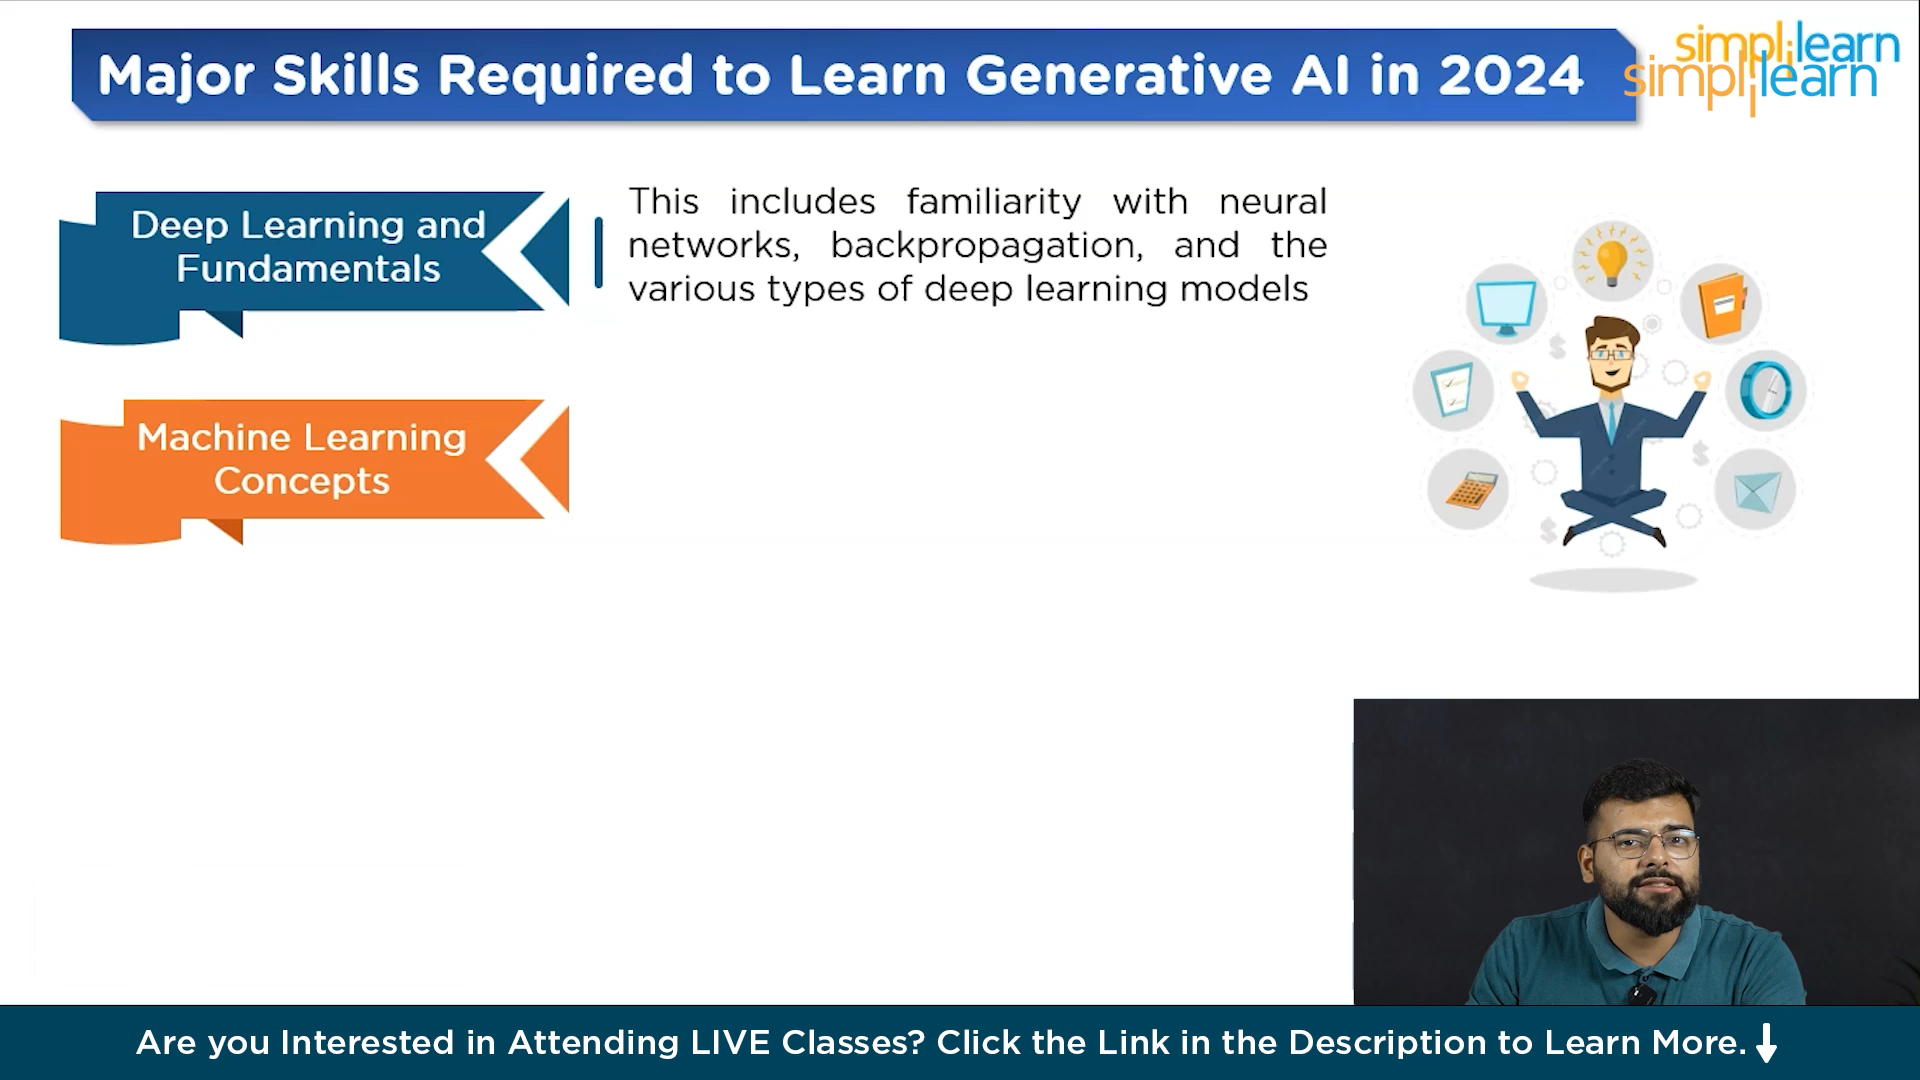 Major Skills Required to Learn Generative AI in 2024
simplilearn
simplilearn
Deep Learning and
Fundamentals
This includes familiarity with neural
networks, backpropagation, and the
various types of deep learning models
Machine Learning
Concepts
Are you Interested in Attending LIVE Classes? Click the Link in the Description to Learn More.